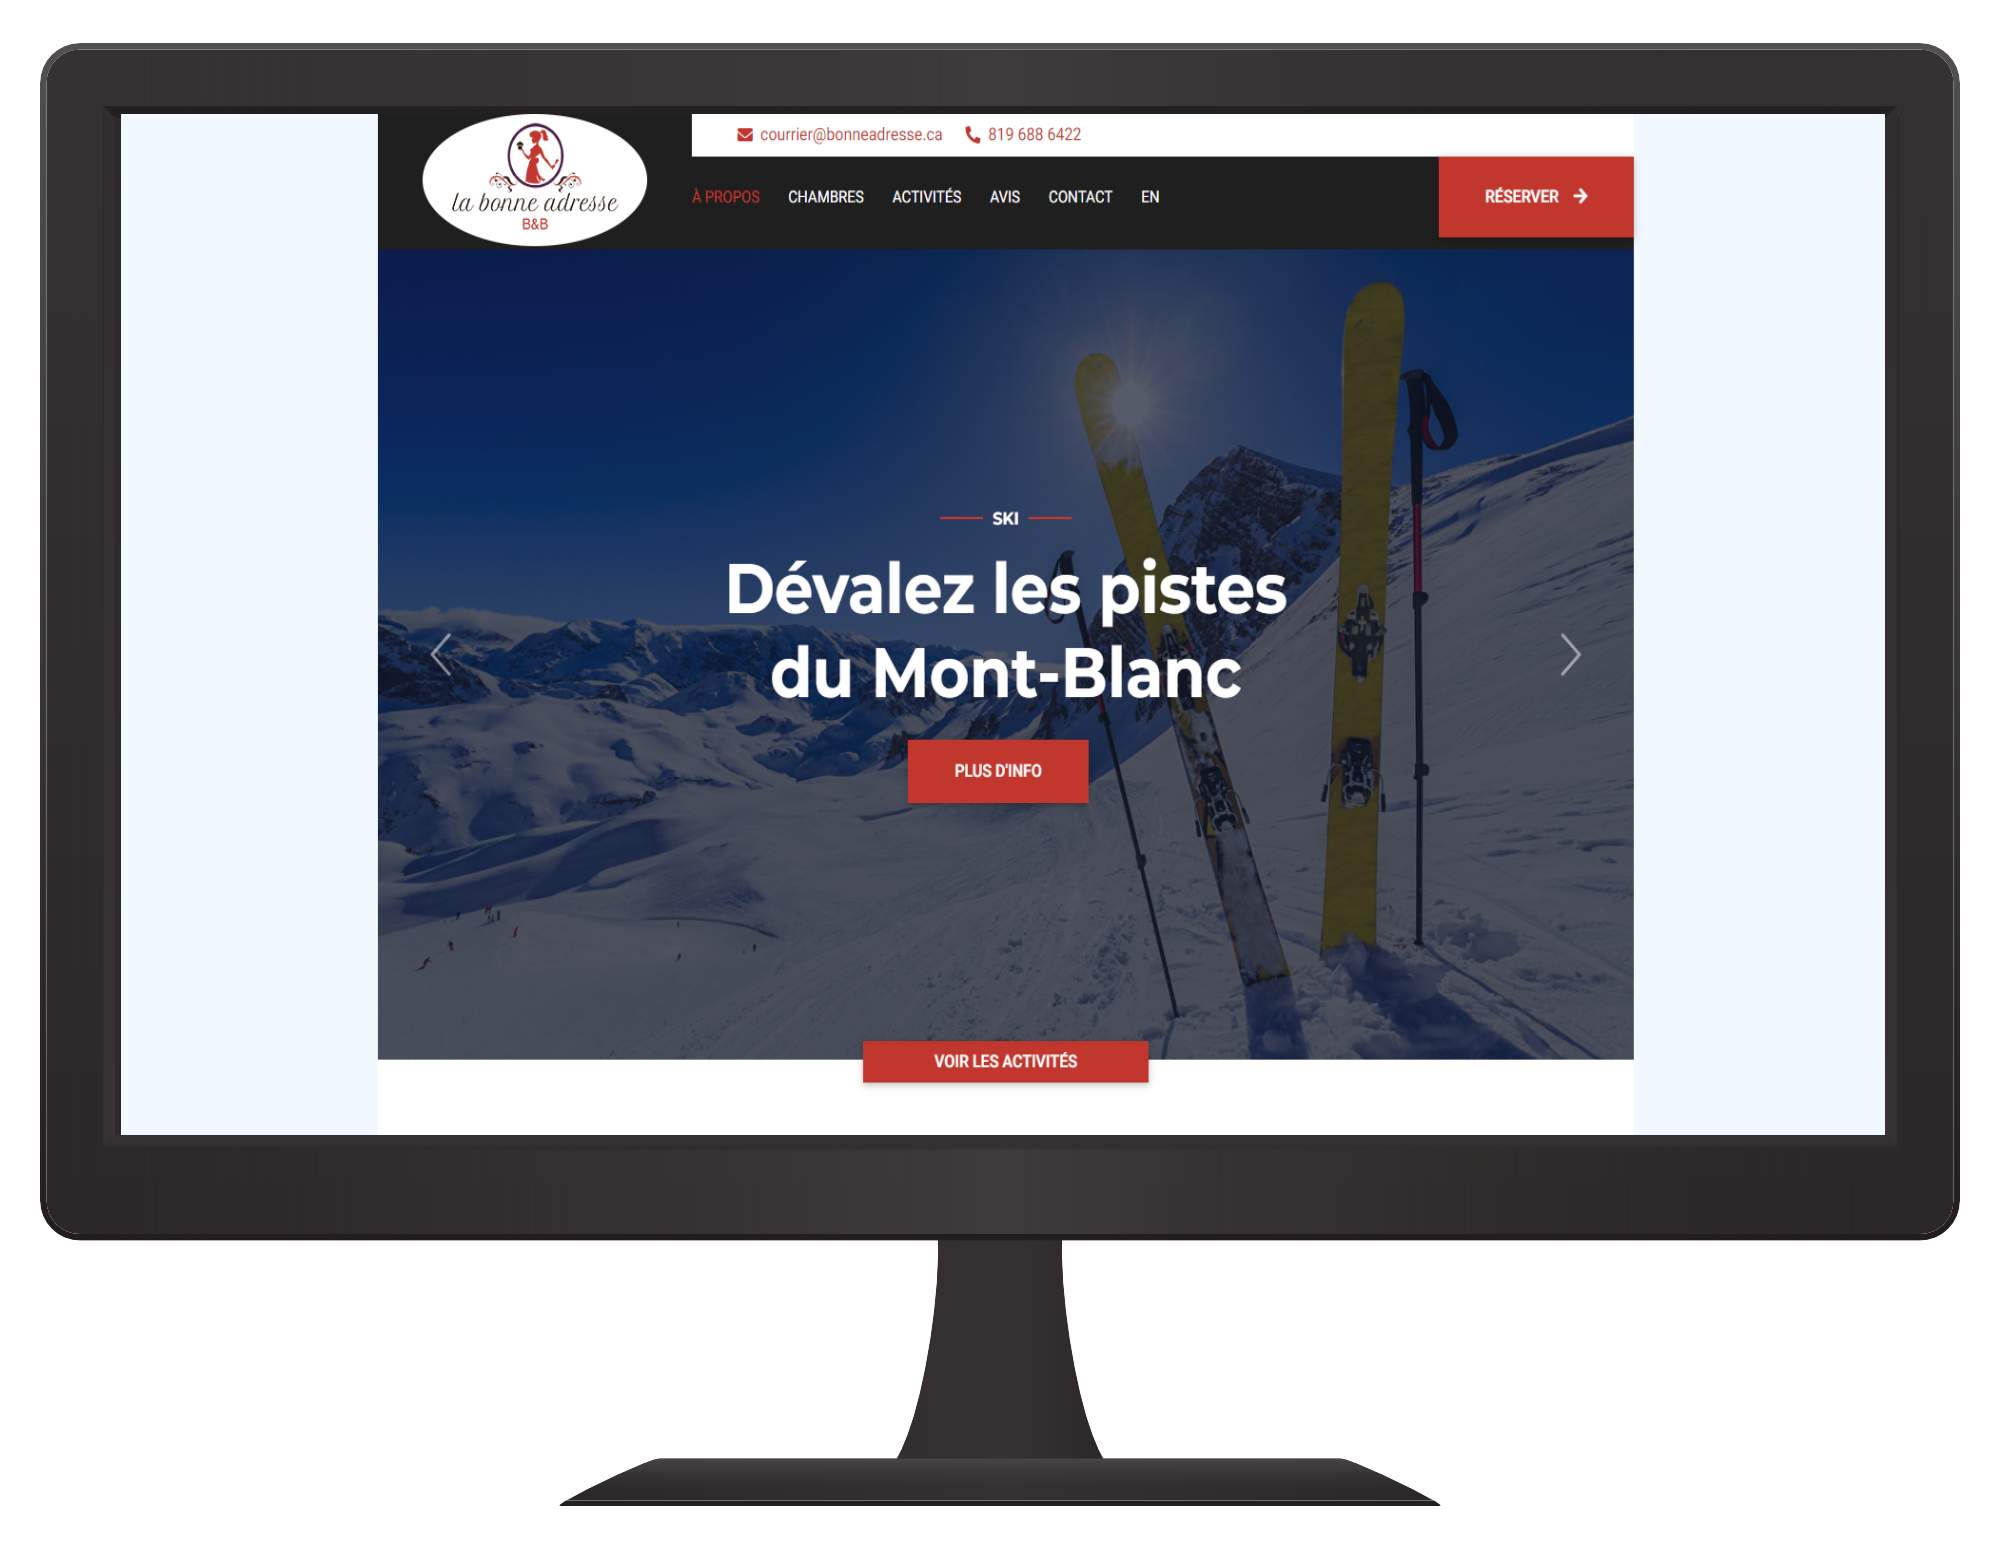 la bonne adresse
B&B
courrier@bonneadresse.ca 819 688 6422
À PROPOS CHAMBRES ACTIVITÉS AVIS CONTACT EN
RÉSERVER
SKI
Dévalez les pistes
du Mont-Blanc
PLUS D'INFO
VOIR LES ACTIVITÉS